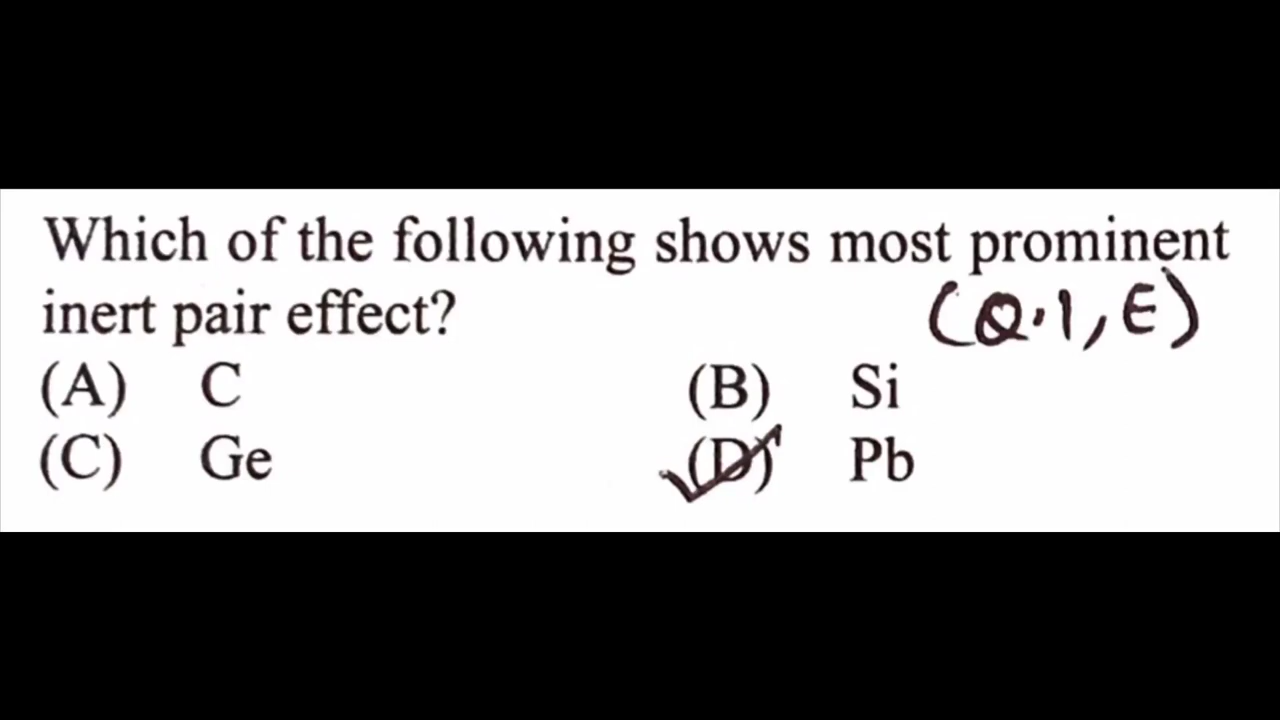 Which of the following shows most prominent
inert pair effect? (Q.1, E)
(A) C (B) Si
(C) Ge (D) Pb